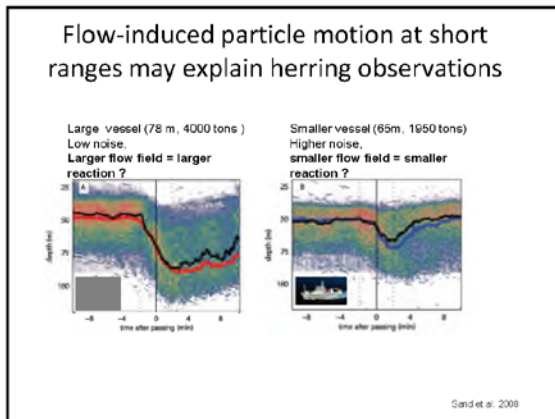 Flow-induced particle motion at short
ranges may explain herring observations
Large vessel (78 m, 4000 tons )
Low noise,
Larger flow field = larger
reaction ?
Smaller vessel (65m, 1950 tons)
Higher noise,
smaller flow field = smaller
reaction ?
A
25
50
75
100
depth (m)
-8
-4
0
4
8
time after passing (min)
B
25
50
75
100
depth (m)
-8
-4
0
4
8
time after passing (min)
Sand et al. 2008